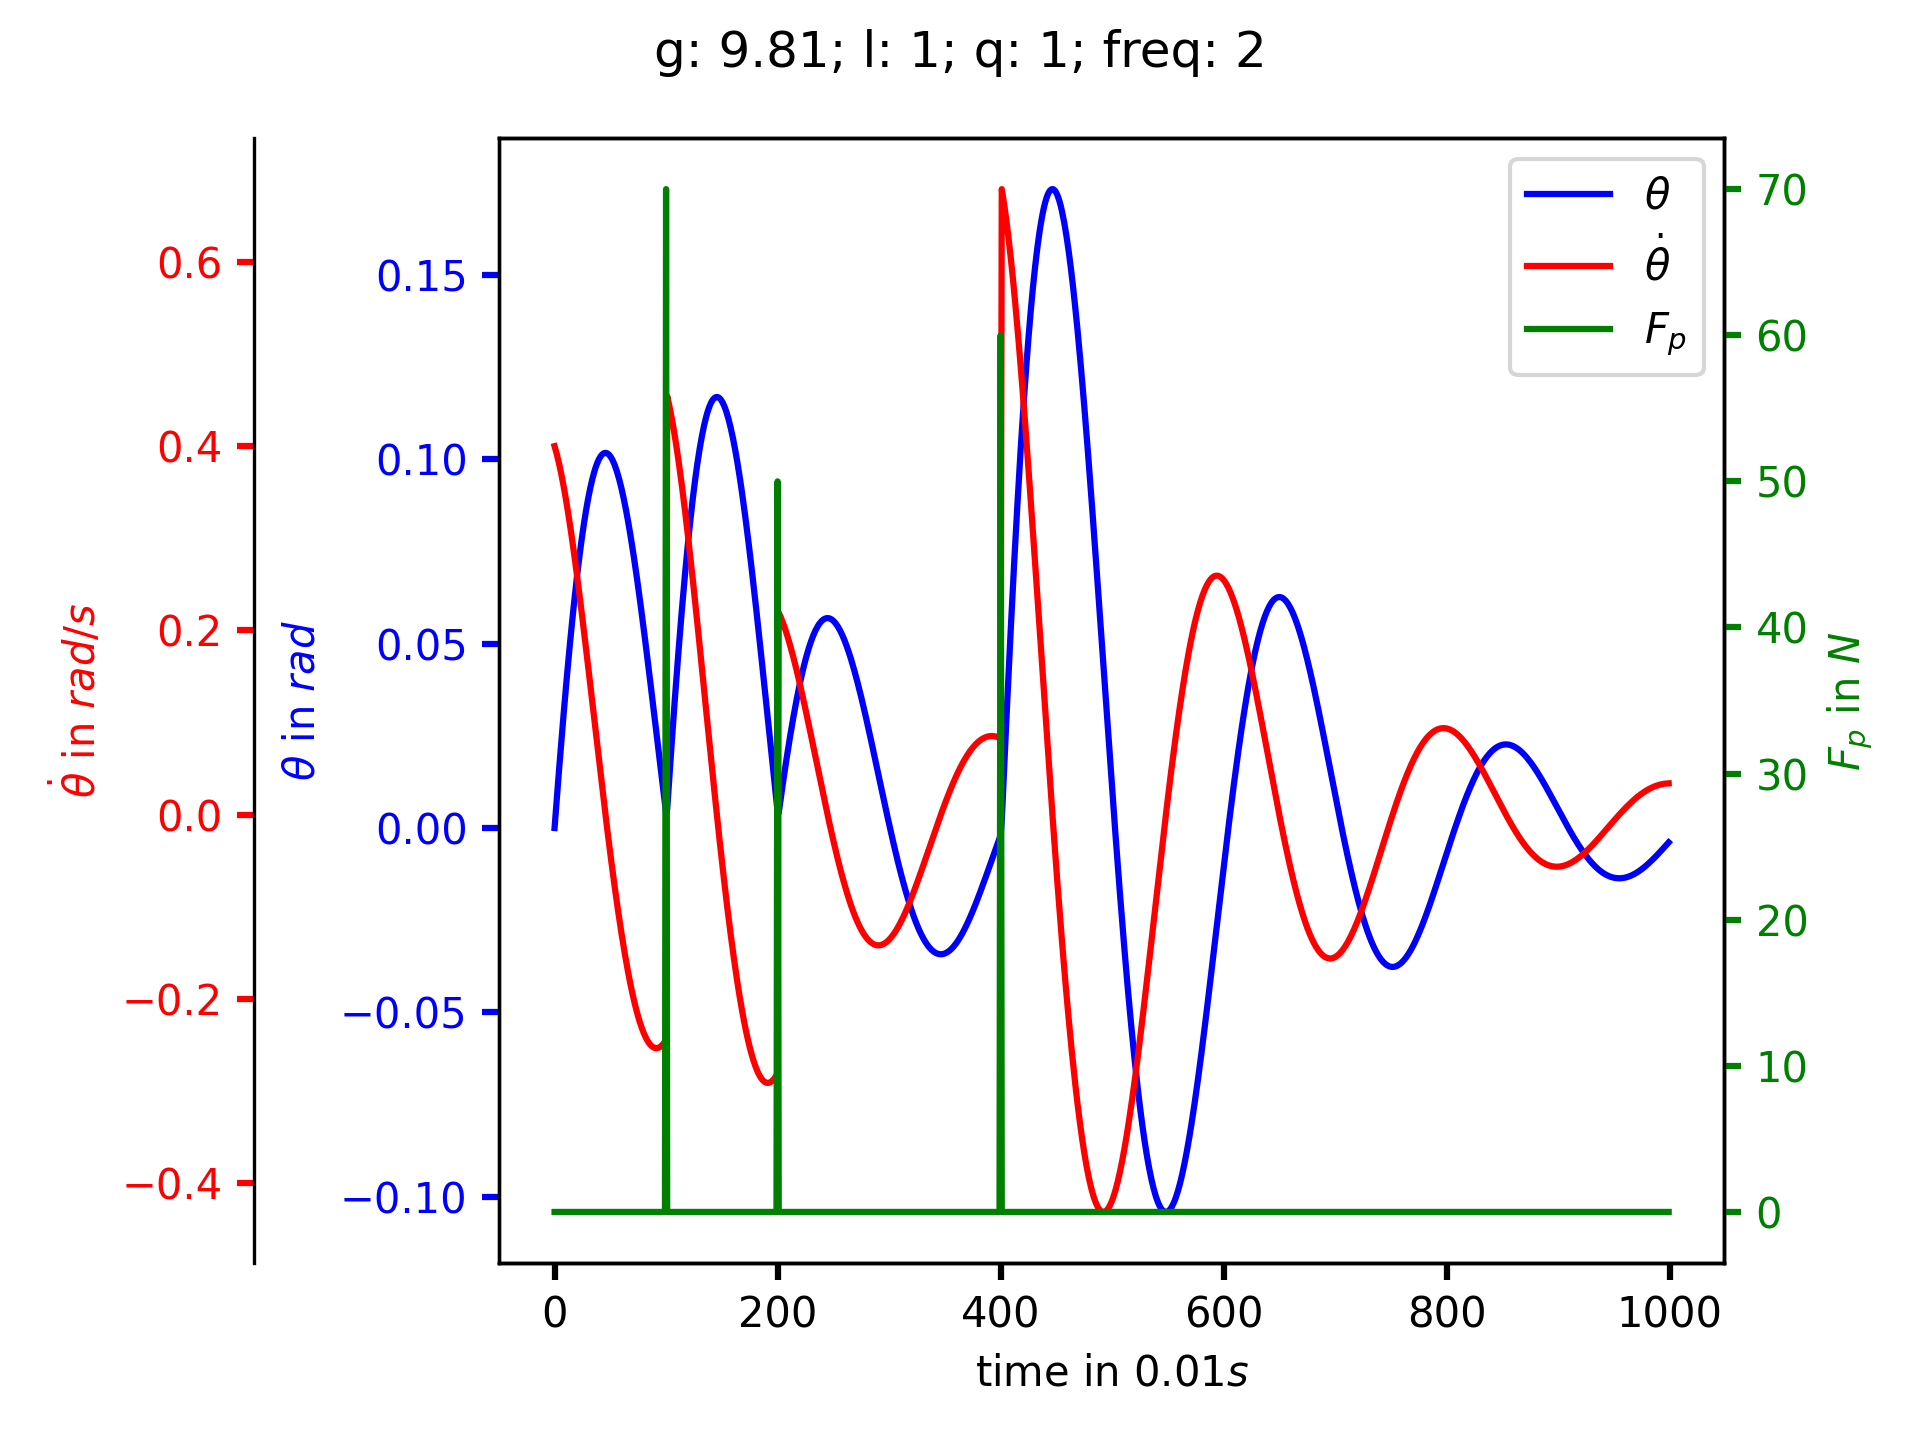 g: 9.81; l: 1; q: 1; freq: 2
θ
θ̇
Fₚ
θ̇ in rad/s
0.6
0.4
0.2
0.0
−0.2
−0.4
θ in rad
0.15
0.10
0.05
0.00
−0.05
−0.10
70
60
50
40
30
20
10
0
Fₚ in N
0 200 400 600 800 1000
time in 0.01s